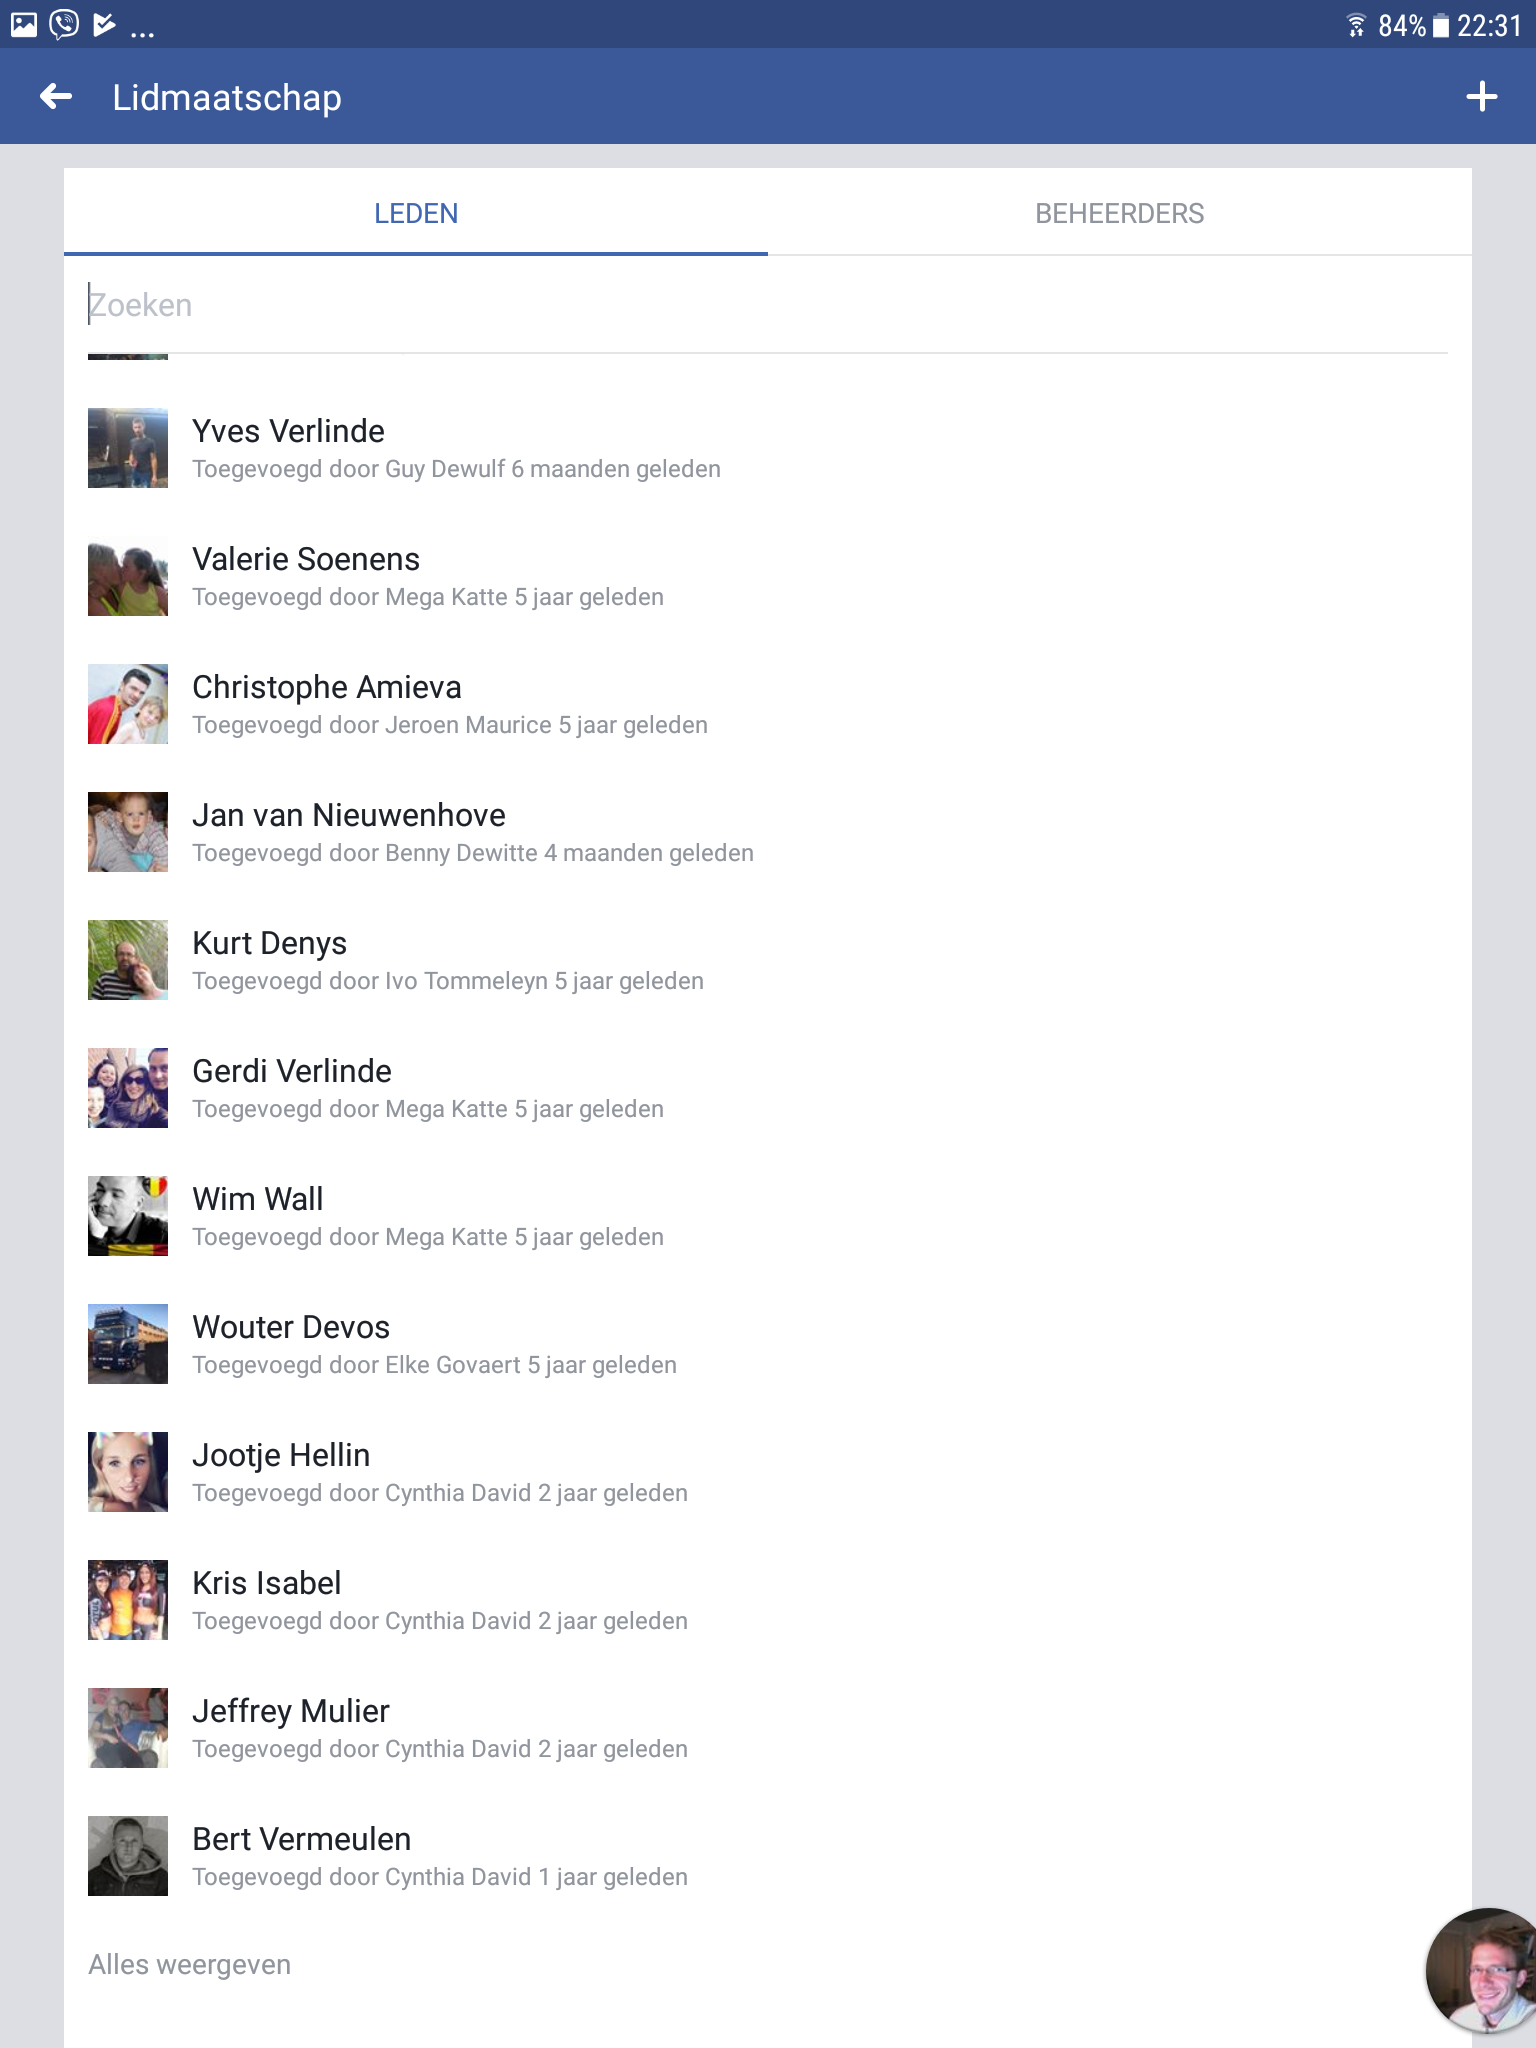 ... 84% 22:31
Lidmaatschap
LEDEN BEHEERDERS
Zoeken
Yves Verlinde
Toegevoegd door Guy Dewulf 6 maanden geleden
Valerie Soenens
Toegevoegd door Mega Katte 5 jaar geleden
Christophe Amieva
Toegevoegd door Jeroen Maurice 5 jaar geleden
Jan van Nieuwenhove
Toegevoegd door Benny Dewitte 4 maanden geleden
Kurt Denys
Toegevoegd door Ivo Tommeleyn 5 jaar geleden
Gerdi Verlinde
Toegevoegd door Mega Katte 5 jaar geleden
Wim Wall
Toegevoegd door Mega Katte 5 jaar geleden
Wouter Devos
Toegevoegd door Elke Govaert 5 jaar geleden
Jootje Hellin
Toegevoegd door Cynthia David 2 jaar geleden
Kris Isabel
Toegevoegd door Cynthia David 2 jaar geleden
Jeffrey Mulier
Toegevoegd door Cynthia David 2 jaar geleden
Bert Vermeulen
Toegevoegd door Cynthia David 1 jaar geleden
Alles weergeven